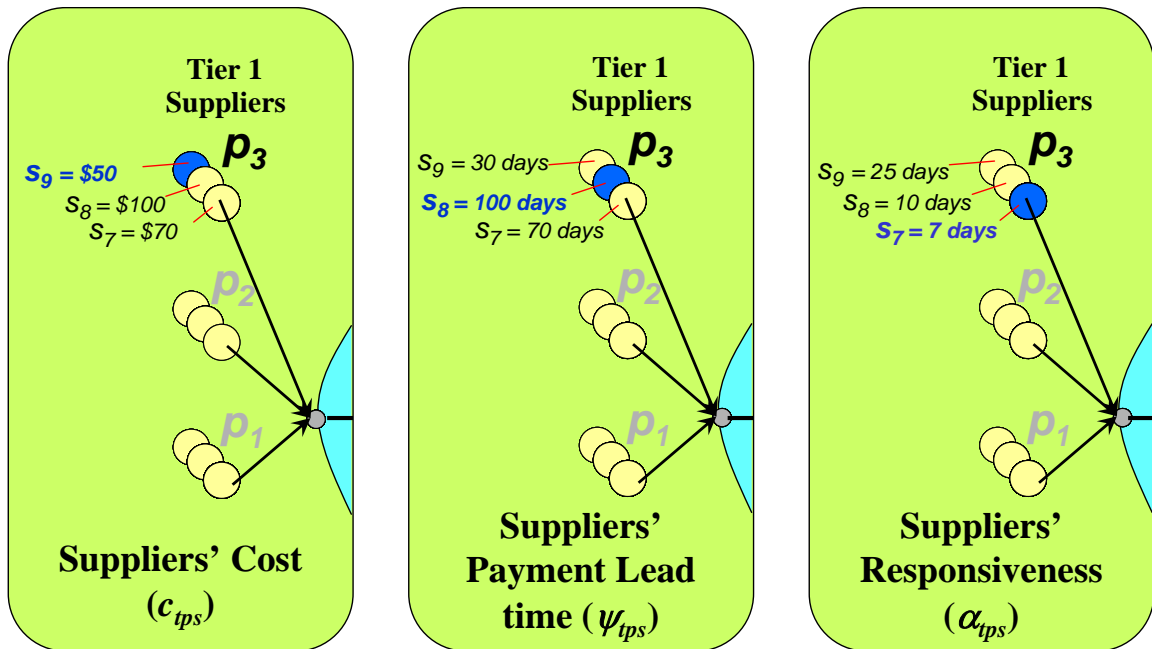 Tier 1
Suppliers
p3
s9 = $50
s8 = $100
s7 = $70
p2
p1
Suppliers’ Cost
(ctps)
Tier 1
Suppliers
p3
s9 = 30 days
s8 = 100 days
s7 = 70 days
p2
p1
Suppliers’
Payment Lead
time (ψtps)
Tier 1
Suppliers
p3
s9 = 25 days
s8 = 10 days
s7 = 7 days
p2
p1
Suppliers’
Responsiveness
(αtps)